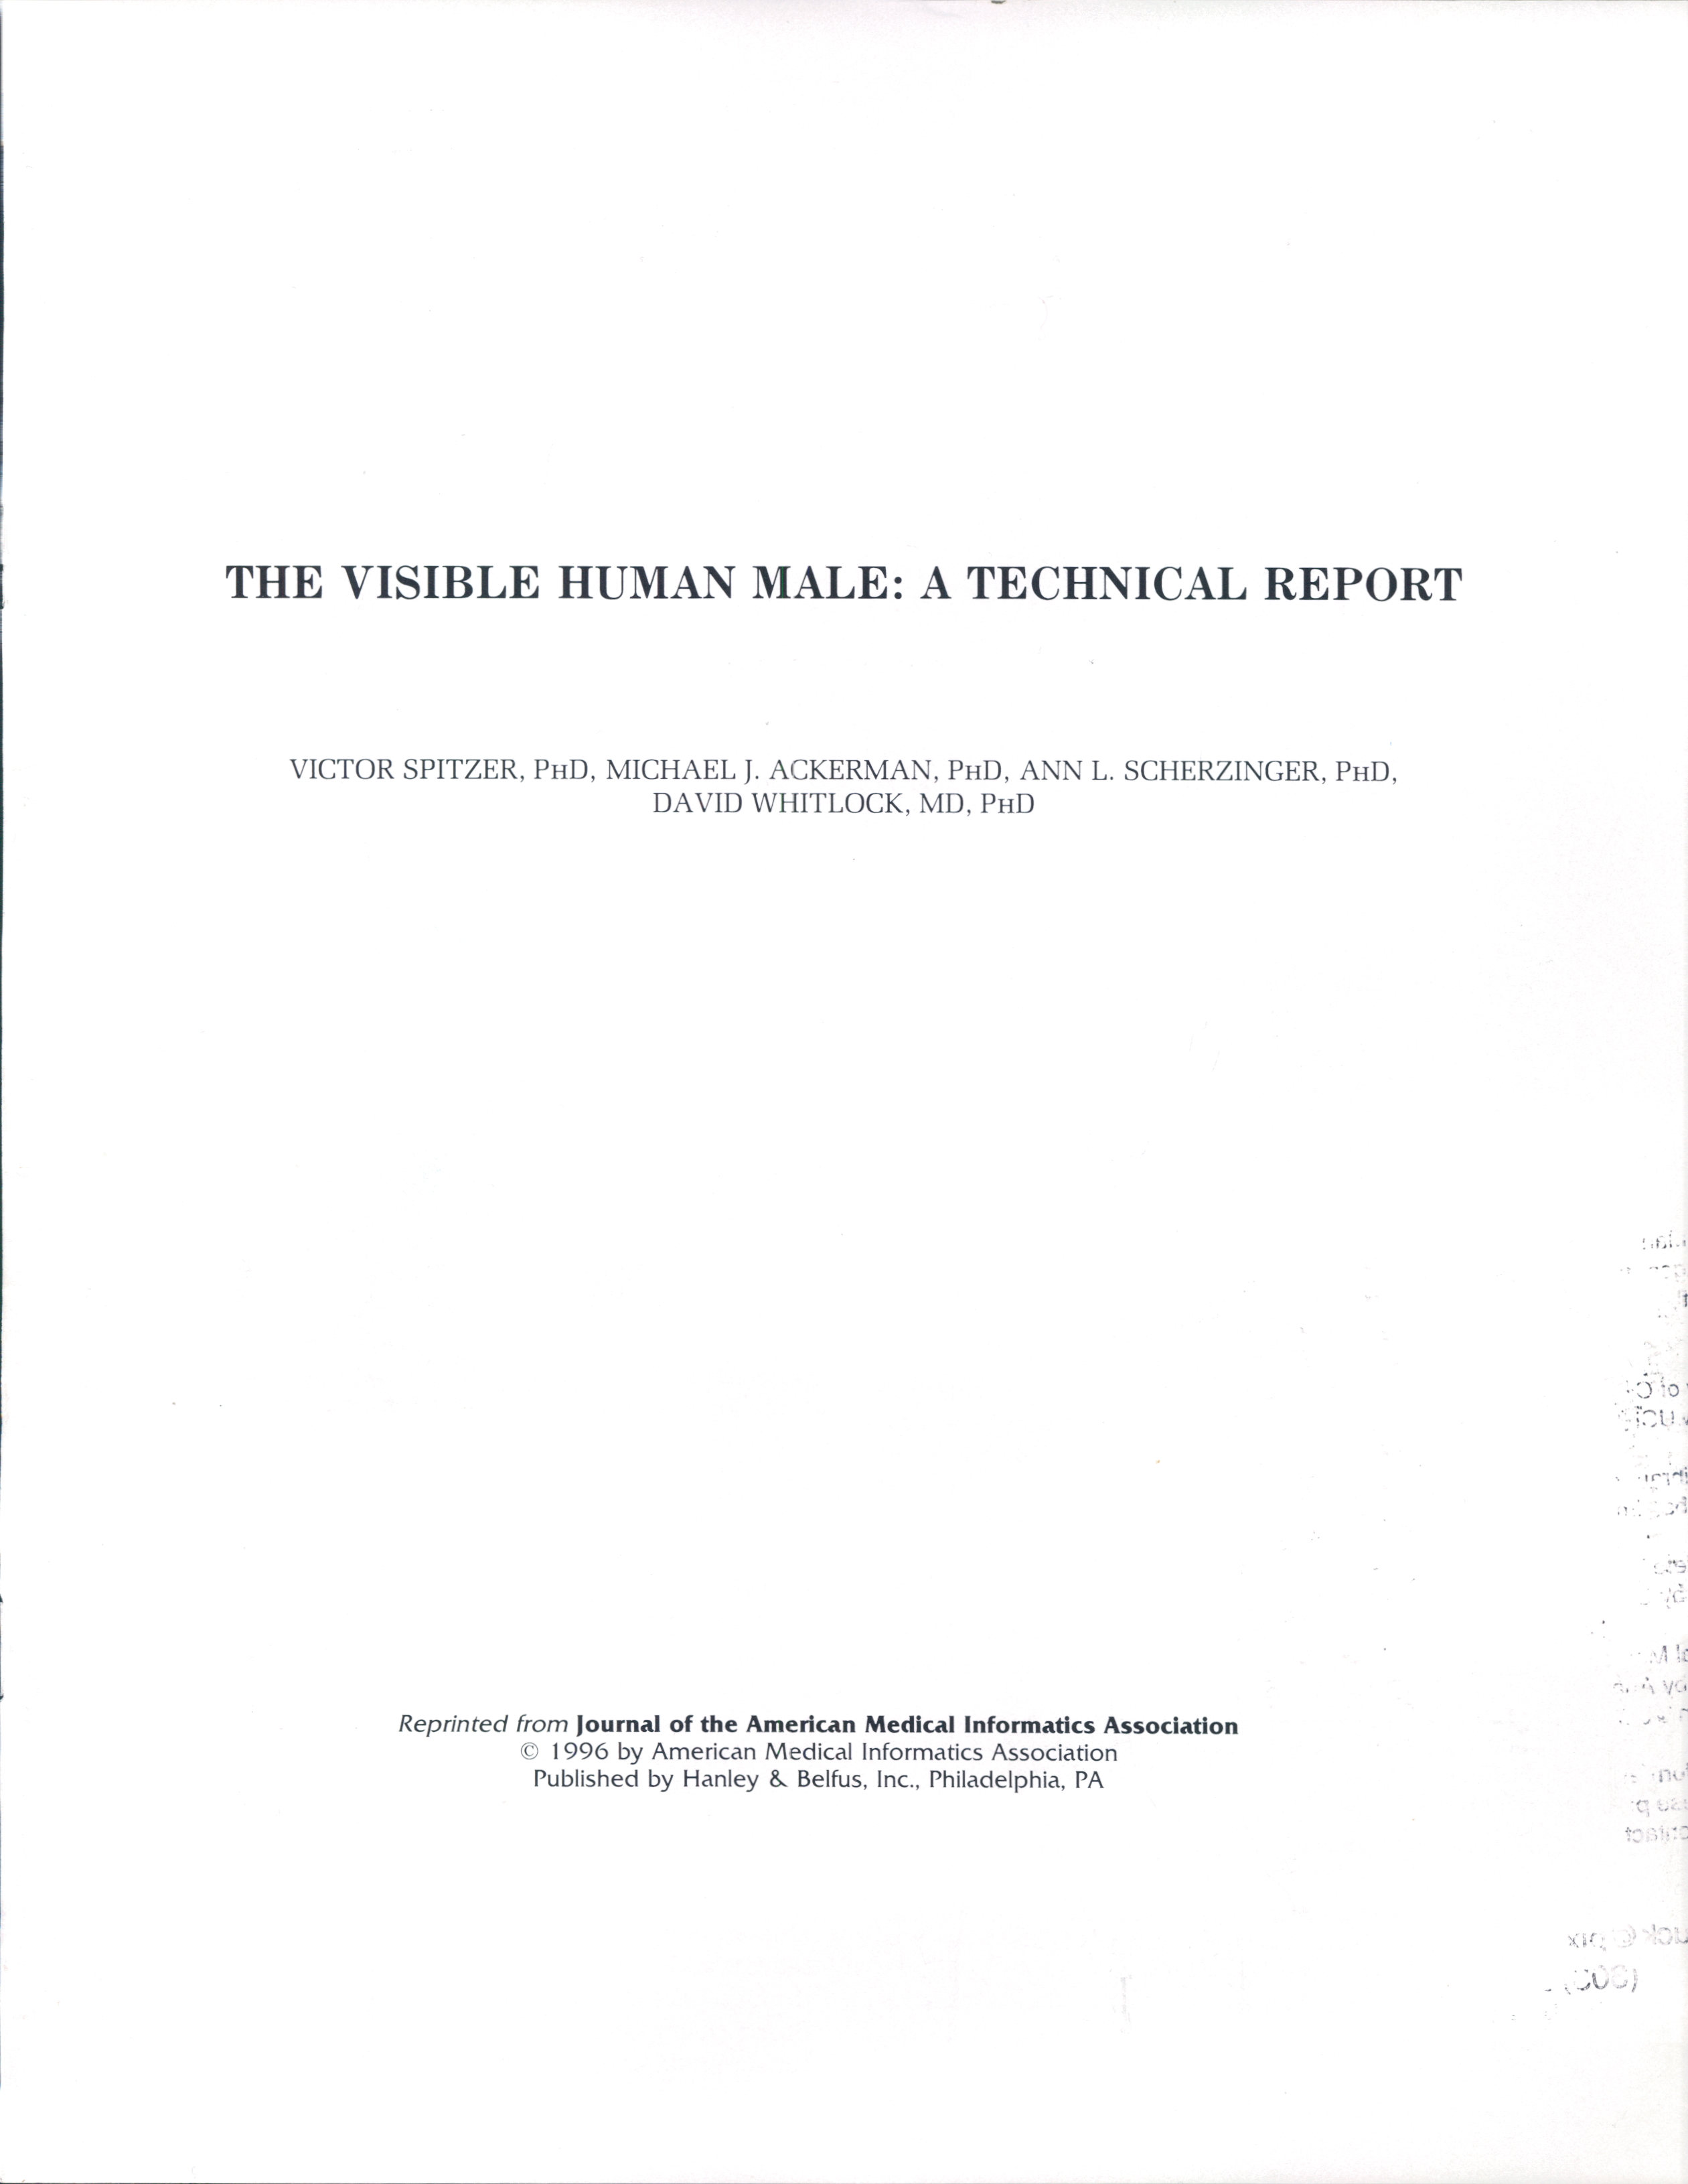 THE VISIBLE HUMAN MALE: A TECHNICAL REPORT
VICTOR SPITZER, PHD, MICHAEL J. ACKERMAN, PHD, ANN L. SCHERZINGER, PHD,
DAVID WHITLOCK, MD, PHD
Reprinted from Journal of the American Medical Informatics Association
© 1996 by American Medical Informatics Association
Published by Hanley & Belfus, Inc., Philadelphia, PA